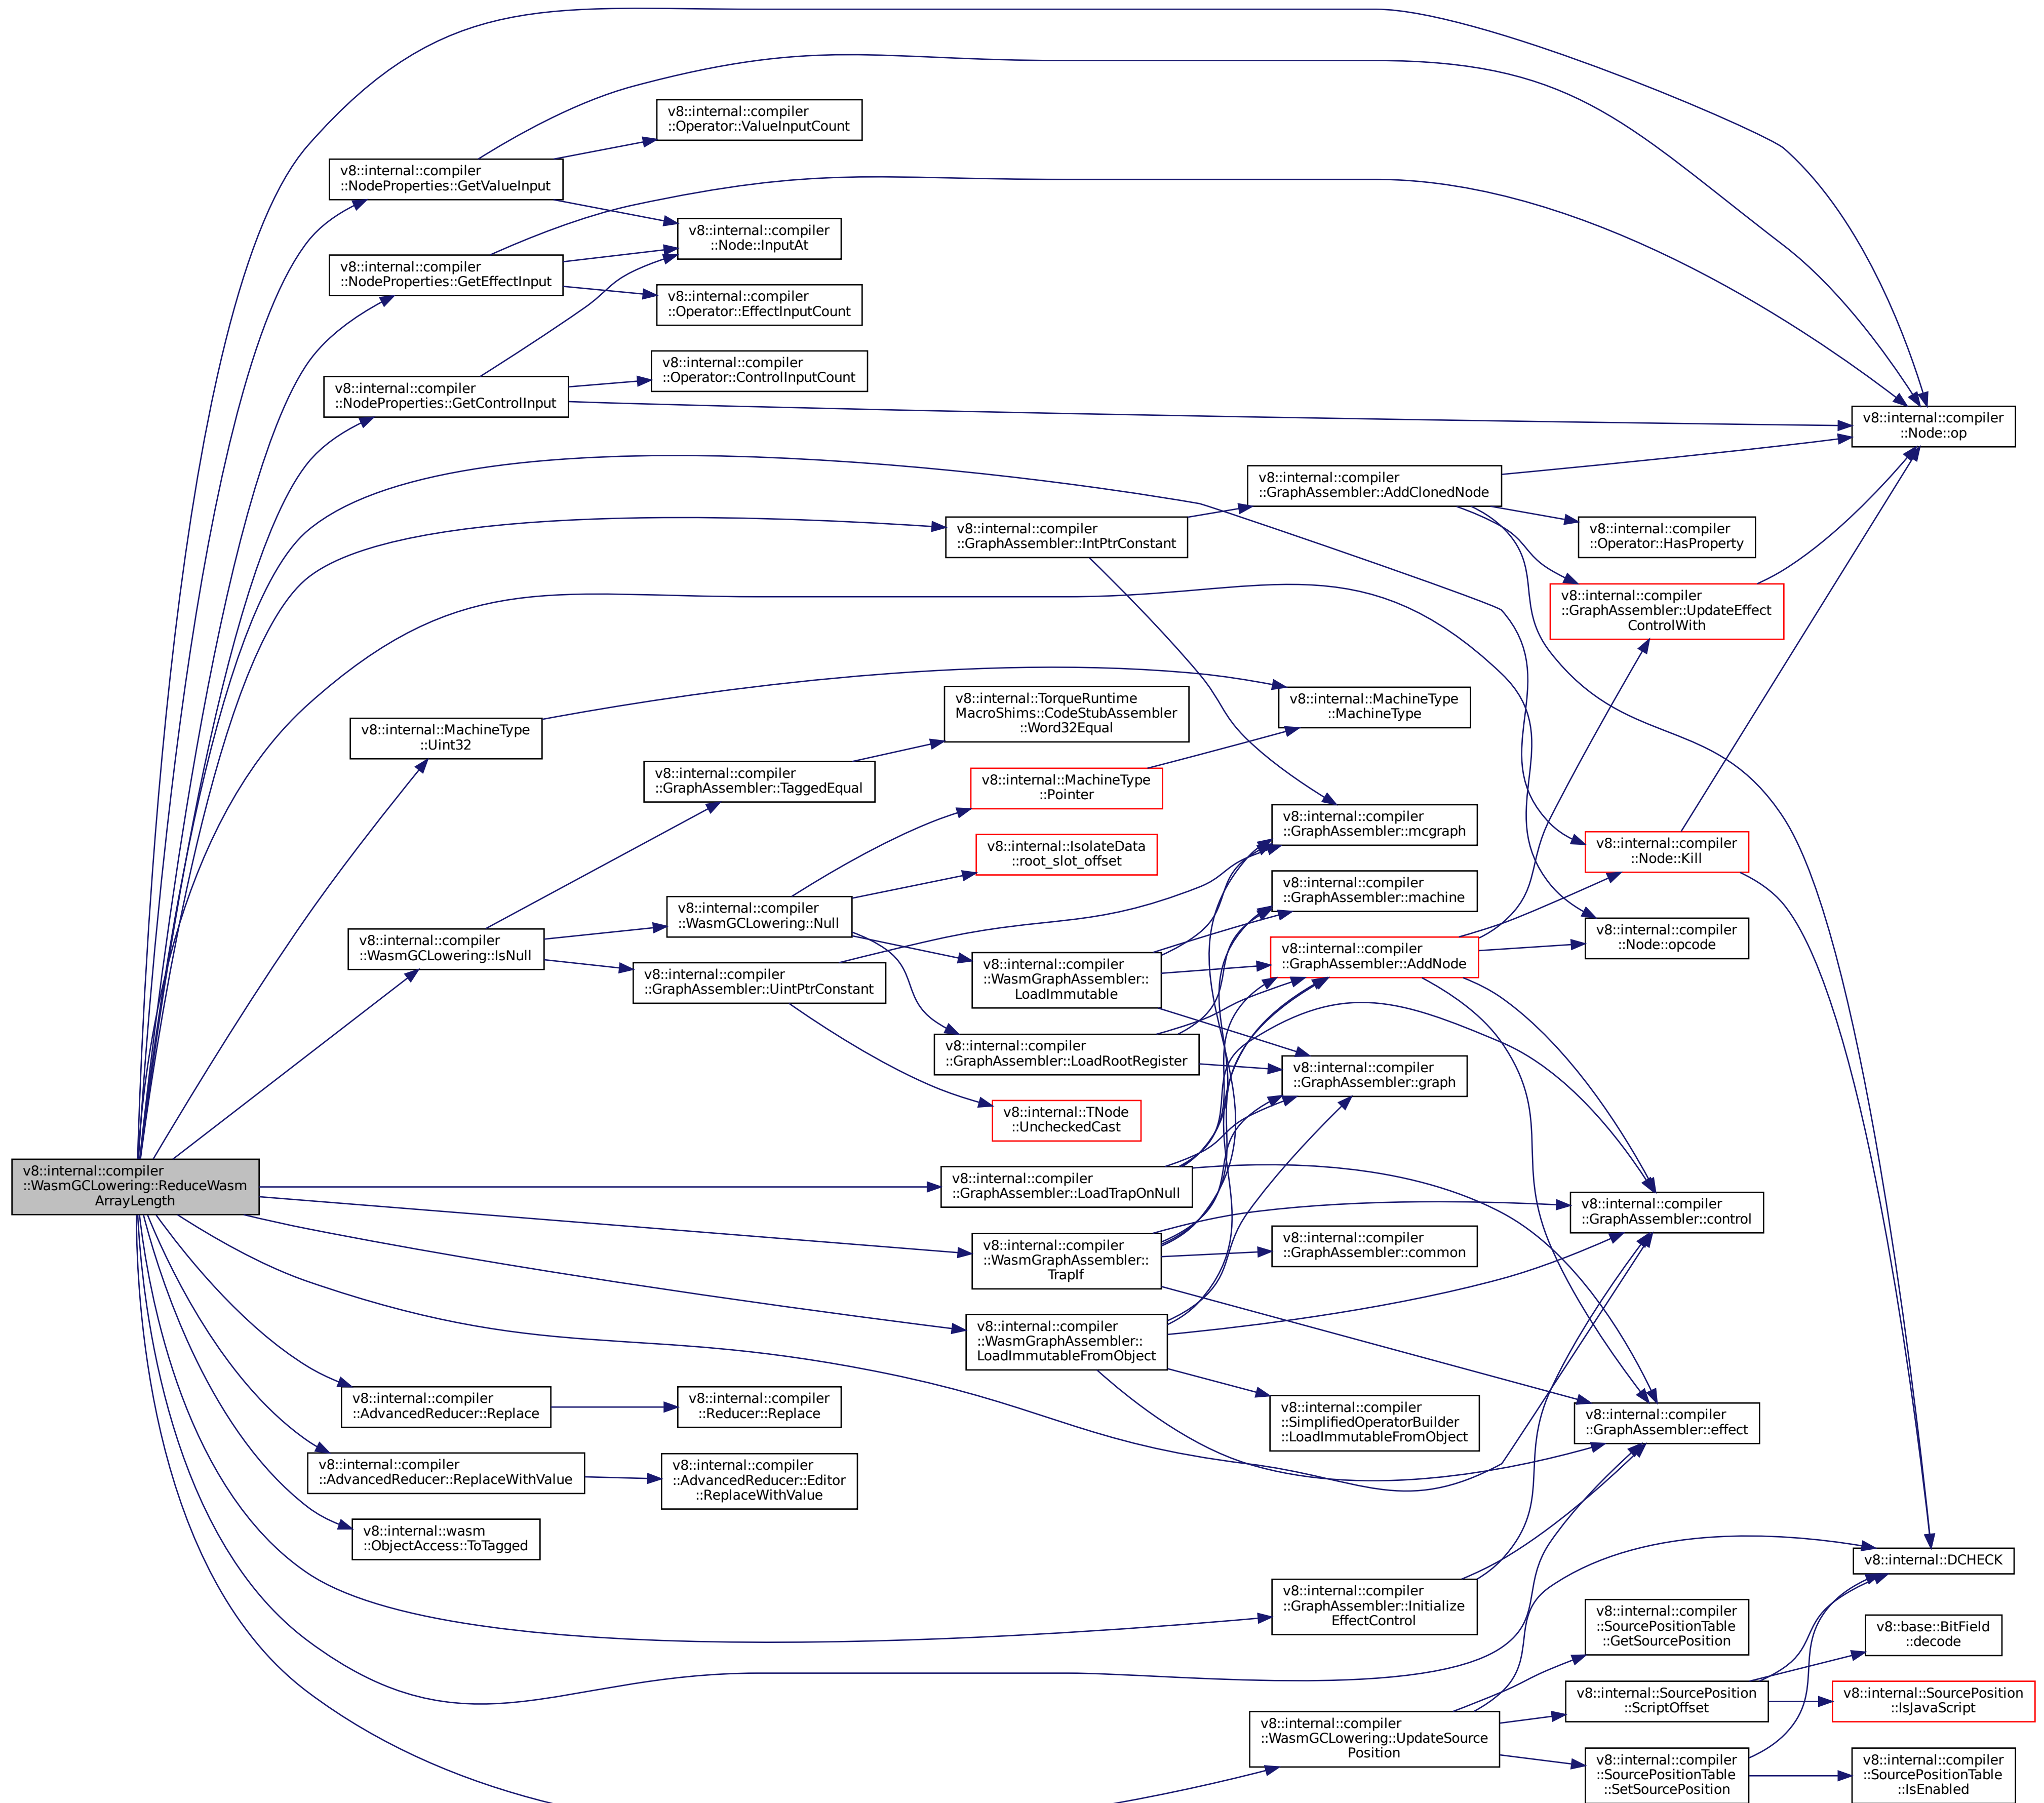 v8::internal::compiler
::WasmGCLowering::ReduceWasm
ArrayLength
v8::internal::compiler
::NodeProperties::GetValueInput
v8::internal::compiler
::Operator::ValueInputCount
v8::internal::compiler
::Node::InputAt
v8::internal::compiler
::NodeProperties::GetEffectInput
v8::internal::compiler
::Operator::EffectInputCount
v8::internal::compiler
::NodeProperties::GetControlInput
v8::internal::compiler
::Operator::ControlInputCount
v8::internal::compiler
::Node::op
v8::internal::compiler
::GraphAssembler::IntPtrConstant
v8::internal::compiler
::GraphAssembler::AddClonedNode
v8::internal::compiler
::Operator::HasProperty
v8::internal::compiler
::GraphAssembler::UpdateEffect
ControlWith
v8::internal::MachineType
::Uint32
v8::internal::TorqueRuntime
MacroShims::CodeStubAssembler
::Word32Equal
v8::internal::MachineType
::MachineType
v8::internal::compiler
::GraphAssembler::TaggedEqual
v8::internal::MachineType
::Pointer
v8::internal::compiler
::GraphAssembler::mcgraph
v8::internal::IsolateData
::root_slot_offset
v8::internal::compiler
::Node::Kill
v8::internal::compiler
::WasmGCLowering::Null
v8::internal::compiler
::GraphAssembler::machine
v8::internal::compiler
::WasmGCLowering::IsNull
v8::internal::compiler
::GraphAssembler::UintPtrConstant
v8::internal::compiler
::WasmGraphAssembler::
LoadImmutable
v8::internal::compiler
::GraphAssembler::AddNode
v8::internal::compiler
::Node::opcode
v8::internal::compiler
::GraphAssembler::LoadRootRegister
v8::internal::compiler
::GraphAssembler::graph
v8::internal::TNode
::UncheckedCast
v8::internal::compiler
::GraphAssembler::LoadTrapOnNull
v8::internal::compiler
::GraphAssembler::control
v8::internal::compiler
::WasmGraphAssembler::
TrapIf
v8::internal::compiler
::GraphAssembler::common
v8::internal::compiler
::WasmGraphAssembler::
LoadImmutableFromObject
v8::internal::compiler
::SimplifiedOperatorBuilder
::LoadImmutableFromObject
v8::internal::compiler
::GraphAssembler::effect
v8::internal::compiler
::AdvancedReducer::Replace
v8::internal::compiler
::Reducer::Replace
v8::internal::compiler
::AdvancedReducer::ReplaceWithValue
v8::internal::compiler
::AdvancedReducer::Editor
::ReplaceWithValue
v8::internal::wasm
::ObjectAccess::ToTagged
v8::internal::DCHECK
v8::internal::compiler
::GraphAssembler::Initialize
EffectControl
v8::internal::compiler
::SourcePositionTable
::GetSourcePosition
v8::base::BitField
::decode
v8::internal::SourcePosition
::ScriptOffset
v8::internal::SourcePosition
::IsJavaScript
v8::internal::compiler
::WasmGCLowering::UpdateSource
Position
v8::internal::compiler
::SourcePositionTable
::SetSourcePosition
v8::internal::compiler
::SourcePositionTable
::IsEnabled